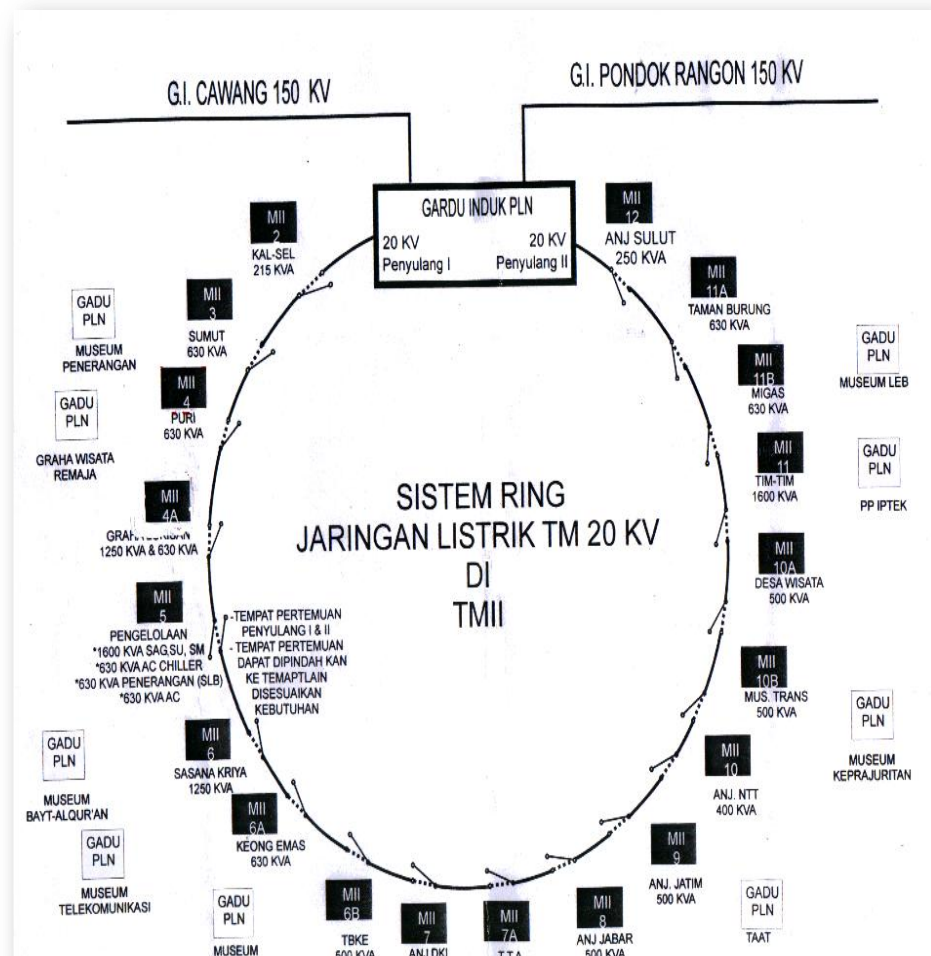 G.I. CAWANG 150 KV
G.I. PONDOK RANGON 150 KV
GARDU INDUK PLN
20 KV
Penyulang I
20 KV
Penyulang II
MII
2
KAL-SEL
215 KVA
MII
12
ANJ SULUT
250 KVA
MII
3
SUMUT
630 KVA
MII
11A
TAMAN BURUNG
630 KVA
GADU
PLN
MUSEUM
PENERANGAN
MII
4
PURI
630 KVA
MII
11B
MIGAS
630 KVA
GADU
PLN
MUSEUM LEB
GADU
PLN
GRAHA WISATA
REMAJA
MII
11
TIM-TIM
1600 KVA
GADU
PLN
PP IPTEK
MII
4A
1250 KVA & 630 KVA
SISTEM RING
JARINGAN LISTRIK TM 20 KV
DI
TMII
MII
10A
DESA WISATA
500 KVA
MII
5
PENGELOLAAN
*1600 KVA SAG,SU, SM
*630 KVA AC CHILLER
*630 KVA PENERANGAN (SLB)
*630 KVA AC
-TEMPAT PERTEMUAN
PENYULANG I & II
- TEMPAT PERTEMUAN
DAPAT DIPINDAH KAN
KE TEMAPTLAIN
DISESUAIKAN
KEBUTUHAN
MII
10B
MUS. TRANS
500 KVA
GADU
PLN
MUSEUM
KEPRAJURITAN
MII
6
SASANA KRIYA
1250 KVA
MII
10
ANJ. NTT
400 KVA
GADU
PLN
MUSEUM
BAYT-ALQUR'AN
MII
6A
KEONG EMAS
630 KVA
MII
9
ANJ. JATIM
500 KVA
GADU
PLN
MUSEUM
TELEKOMUNIKASI
GADU
PLN
MUSEUM
MII
6B
TBKE
500 KVA
MII
7
ANJ DKI
MII
7A
T.T.A
MII
8
ANJ JABAR
500 KVA
GADU
PLN
TAAT